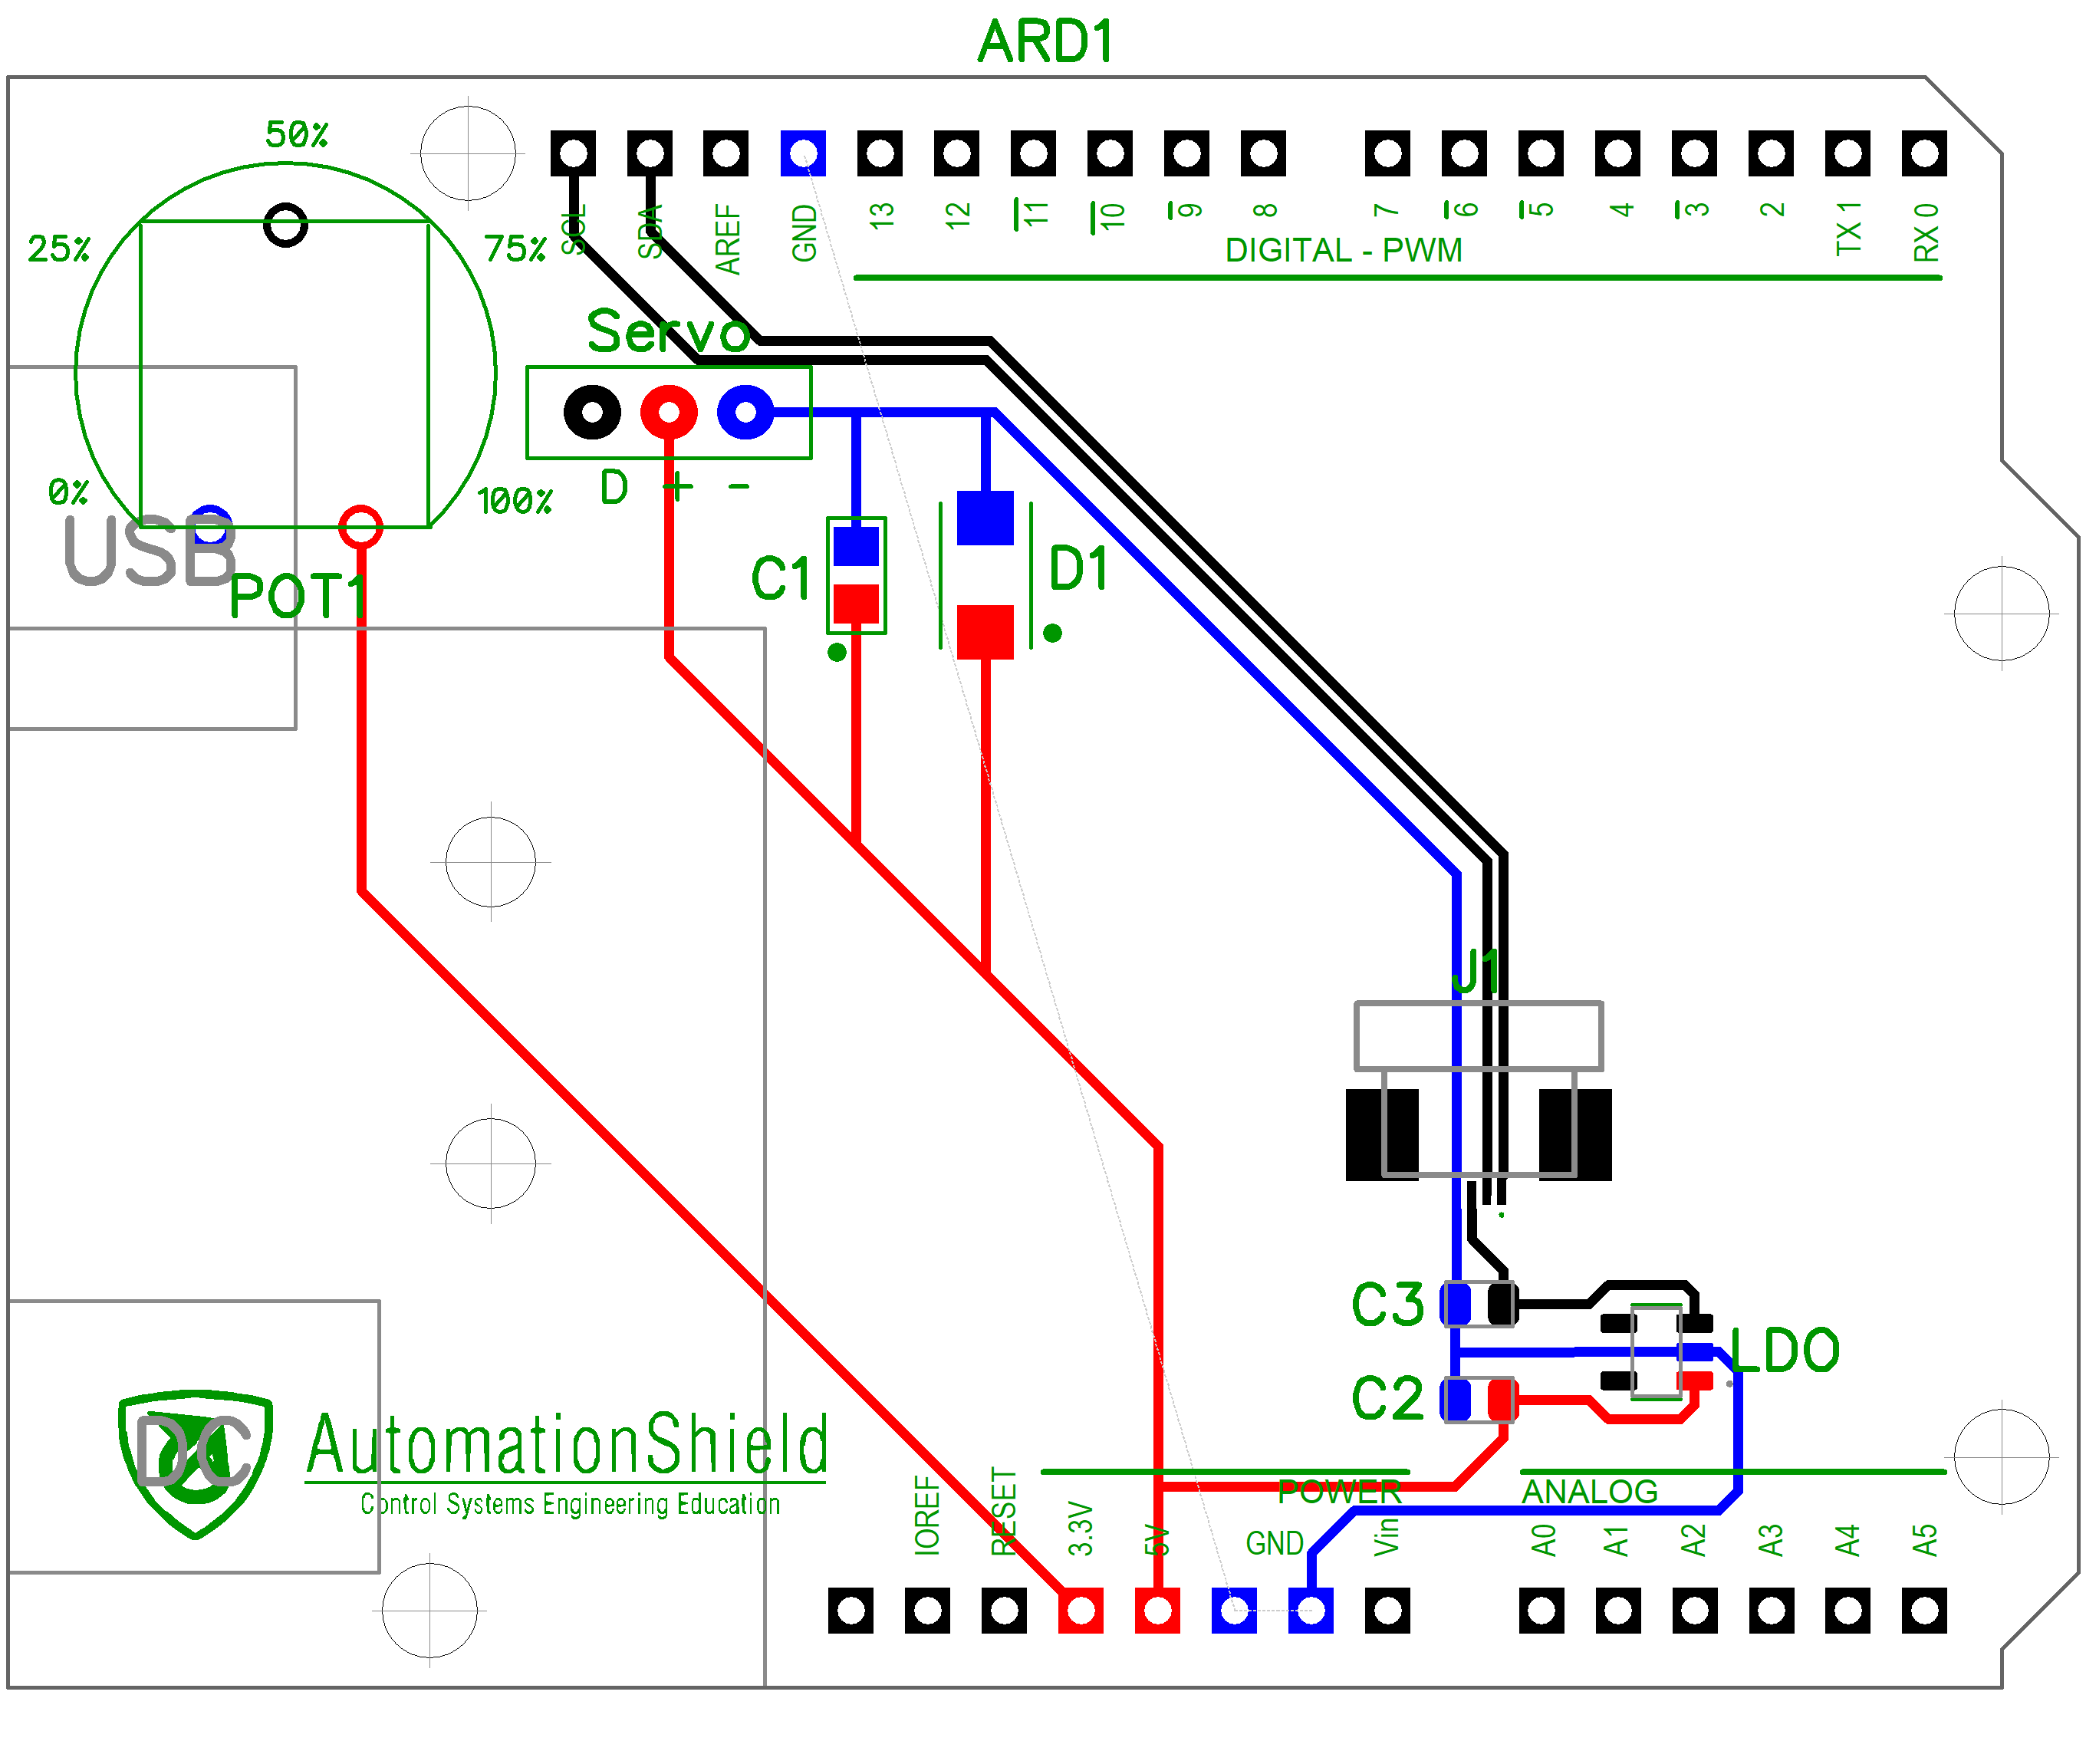 ARD1
50%
25%
75%
0%
100%
USB
POT1
SCL
SDA
AREF
GND
13
12
11
10
9
8
7
6
5
4
3
2
TX 1
RX 0
DIGITAL - PWM
Servo
D + -
C1
D1
J1
C3
C2
LDO
DC
AutomationShield
Control Systems Engineering Education
POWER
ANALOG
IOREF
RESET
3.3V
5V
GND
Vin
A0
A1
A2
A3
A4
A5